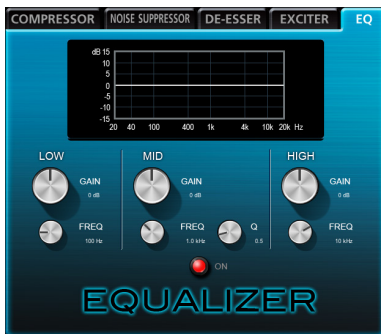 COMPRESSOR NOISE SUPPRESSOR DE-ESSER EXCITER EQ
dB 15
10
5
0
-5
-10
-15
20 40 100 400 1k 4k 10k 20k Hz
LOW MID HIGH
GAIN GAIN GAIN
0 dB 0 dB 0 dB
FREQ FREQ Q FREQ
100 Hz 1.0 kHz 0.5 10 kHz
ON
EQUALIZER